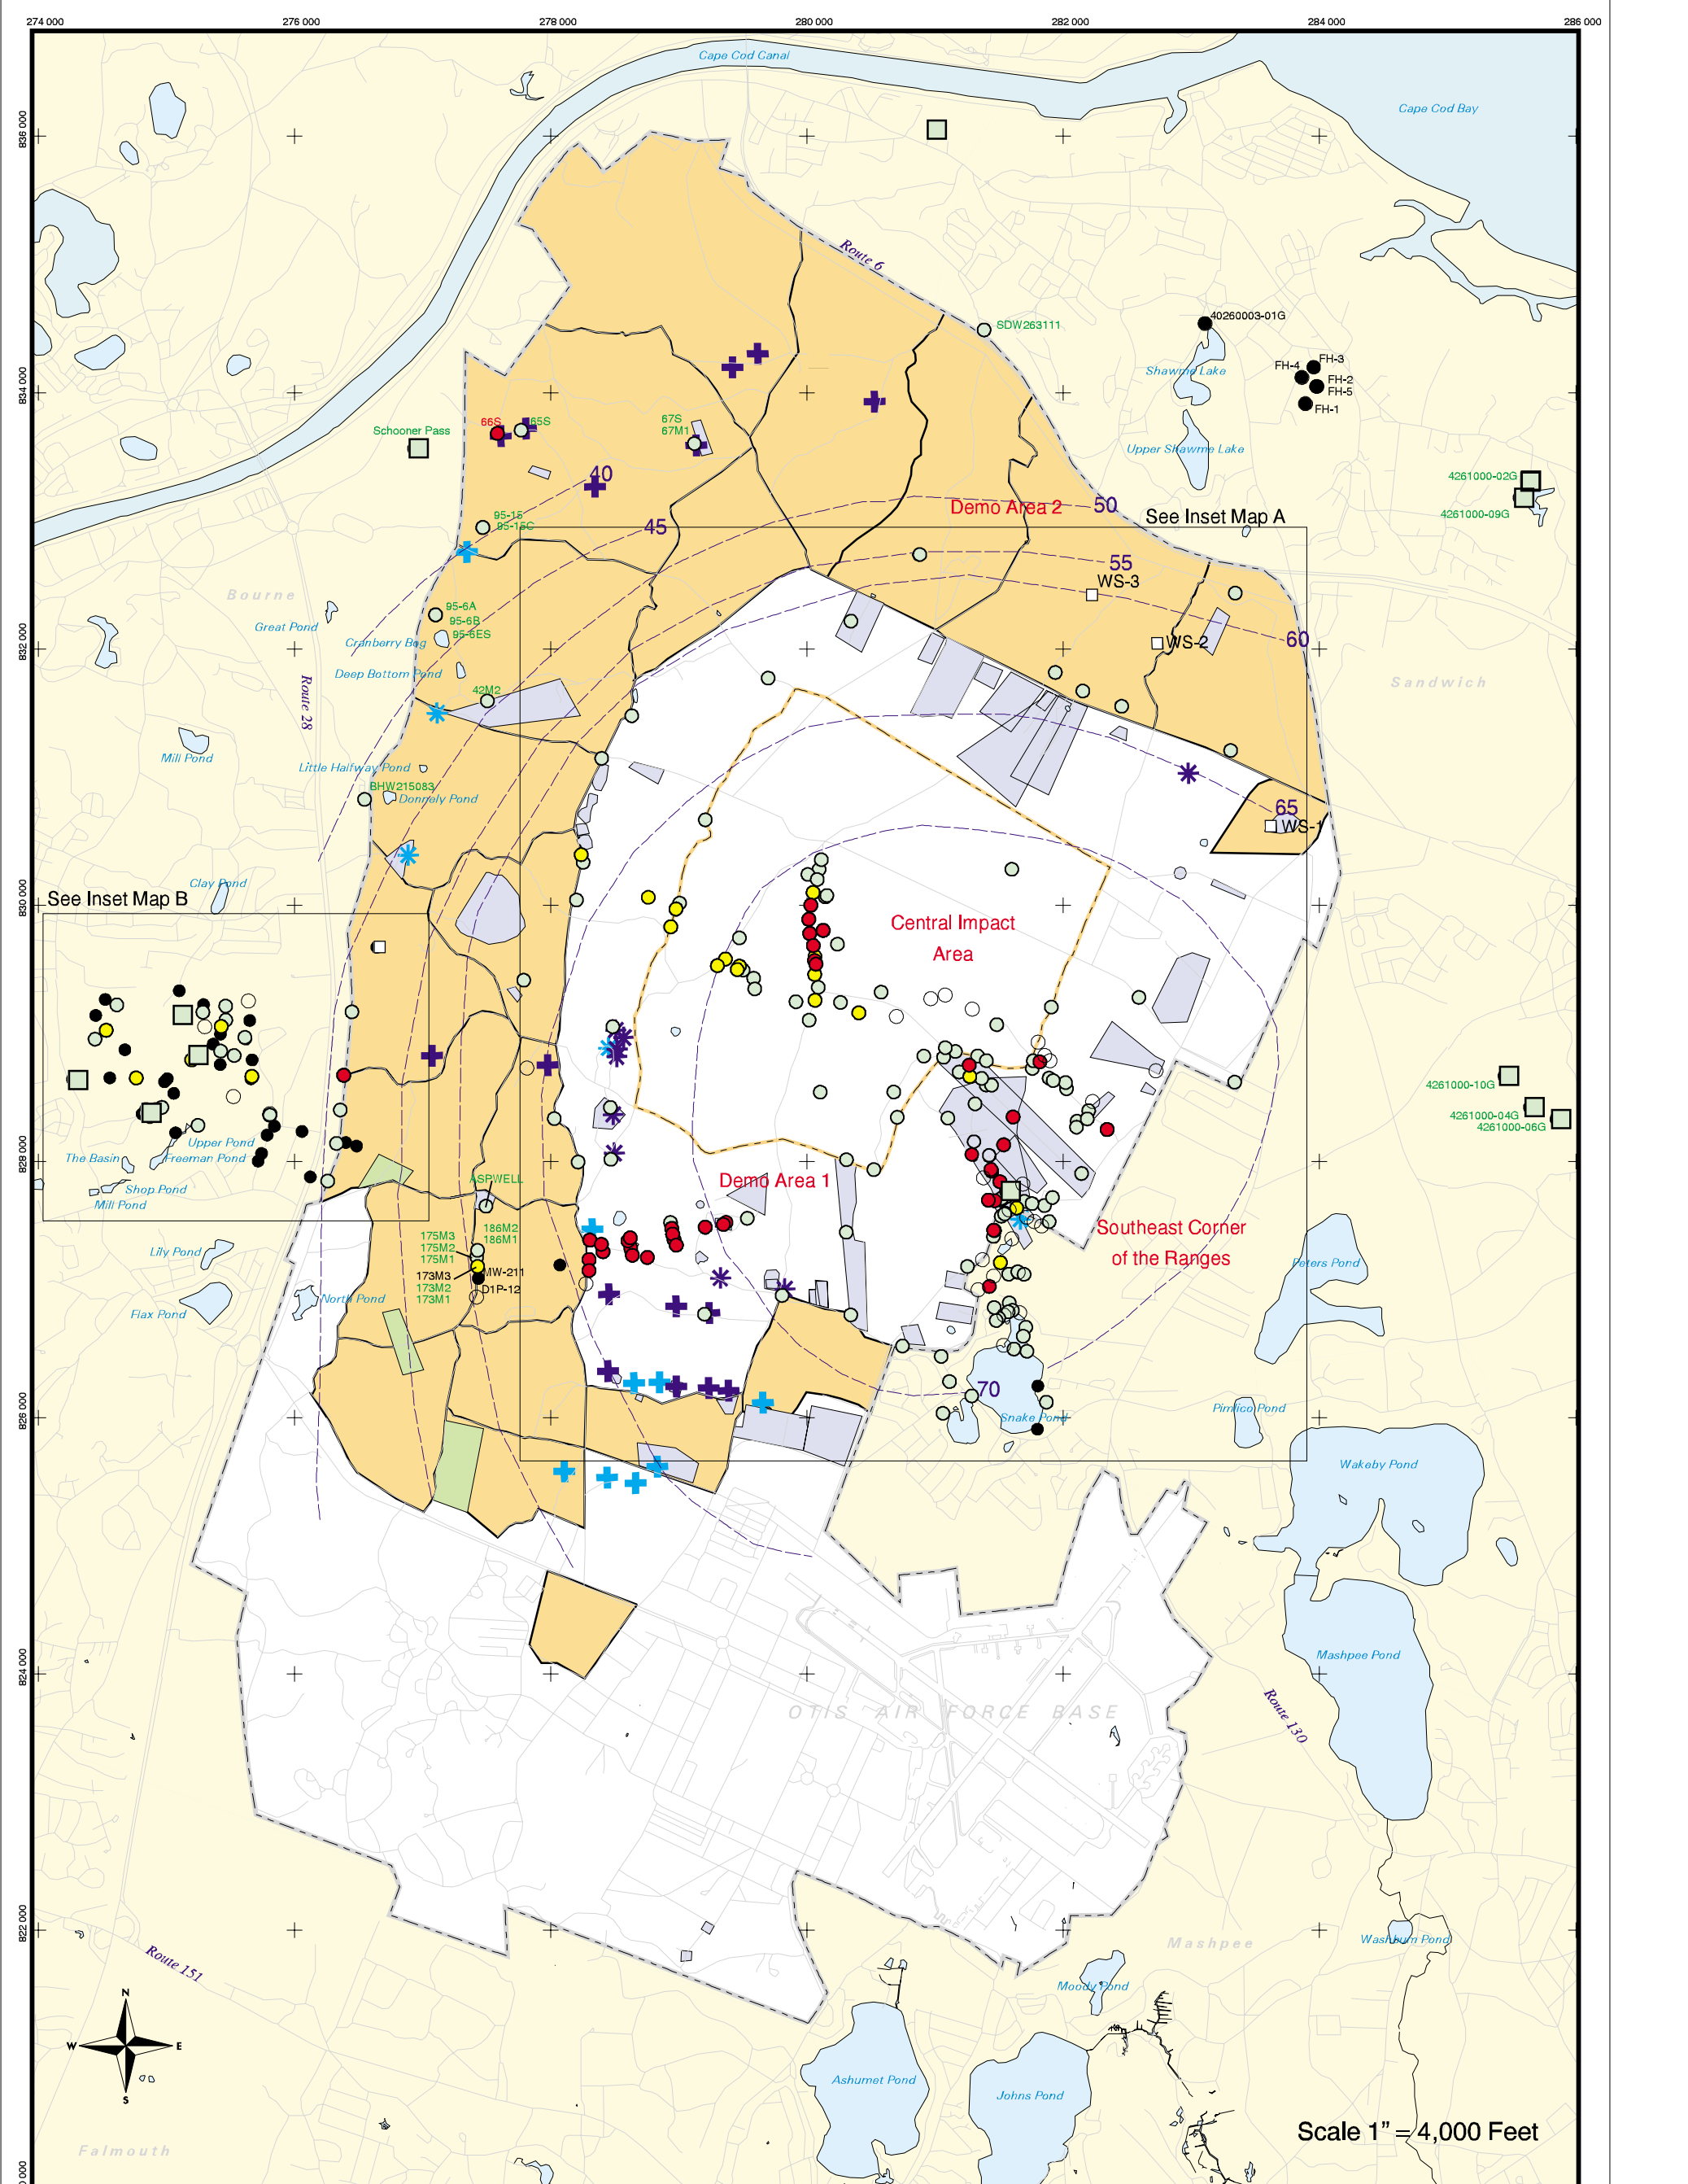 274 000
276 000
278 000
280 000
282 000
284 000
286 000
Cape Cod Canal
Cape Cod Bay
836 000
Route 6
SDW263111
40260003-01G
FH-3
FH-4
FH-2
FH-5
FH-1
Shawme Lake
834 000
66S
65S
67S
67M1
Schooner Pass
Upper Shawme Lake
40
4261000-02G
4261000-09G
Demo Area 2
50
See Inset Map A
95-15
95-15C
45
55
WS-3
Bourne
Great Pond
95-6A
95-6B
95-6ES
Cranberry Bog
832 000
WS-2
60
Deep Bottom Pond
Route 28
42M2
Sandwich
Mill Pond
Little Halfway Pond
BHW215083
Donnely Pond
65
WS-1
Clay Pond
See Inset Map B
830 000
Central Impact
Area
4261000-10G
4261000-04G
4261000-06G
828 000
Upper Pond
The Basin
Freeman Pond
Shop Pond
Mill Pond
ASPWELL
Demo Area 1
Southeast Corner
of the Ranges
Lily Pond
186M2
186M1
175M3
175M2
175M1
173M3
173M2
173M1
MW-211
D1P-12
Peters Pond
Flax Pond
North Pond
70
826 000
Snake Pond
Pimlico Pond
Wakeby Pond
Mashpee Pond
824 000
OTIS AIR FORCE BASE
Route 130
822 000
Route 151
Mashpee
Washburn Pond
Moody Pond
N
W
E
S
Ashumet Pond
Johns Pond
Scale 1" = 4,000 Feet
Falmouth
000